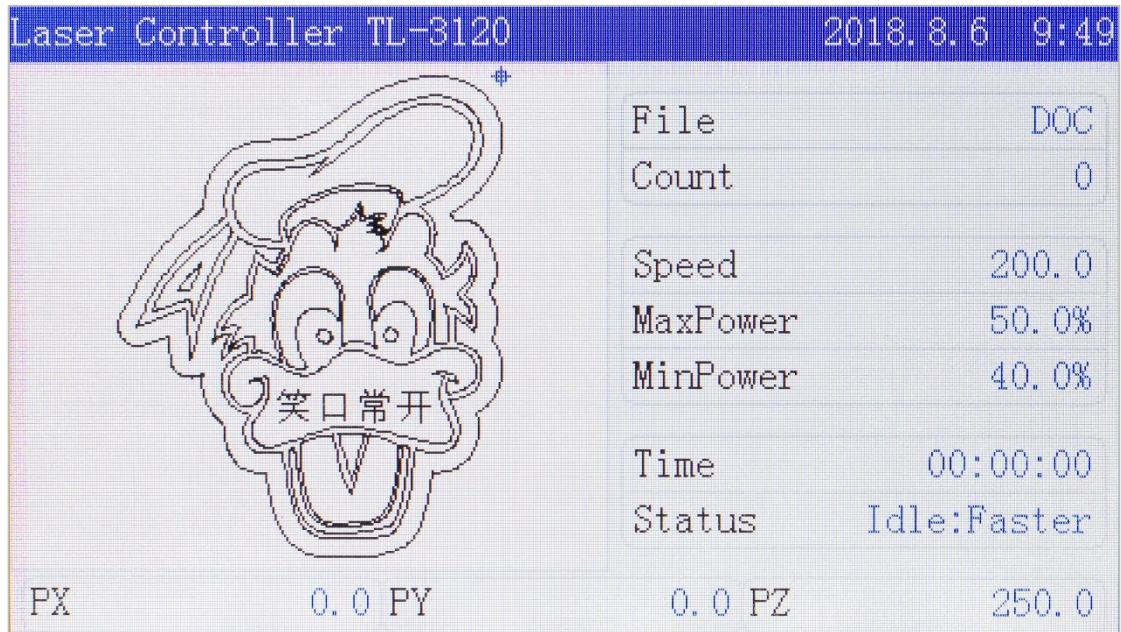 Laser Controller TL-3120 2018.8.6 9:49
File DOC
Count 0
Speed 200.0
MaxPower 50.0%
MinPower 40.0%
笑口常开
Time 00:00:00
Status Idle:Faster
PX 0.0 PY 0.0 PZ 250.0